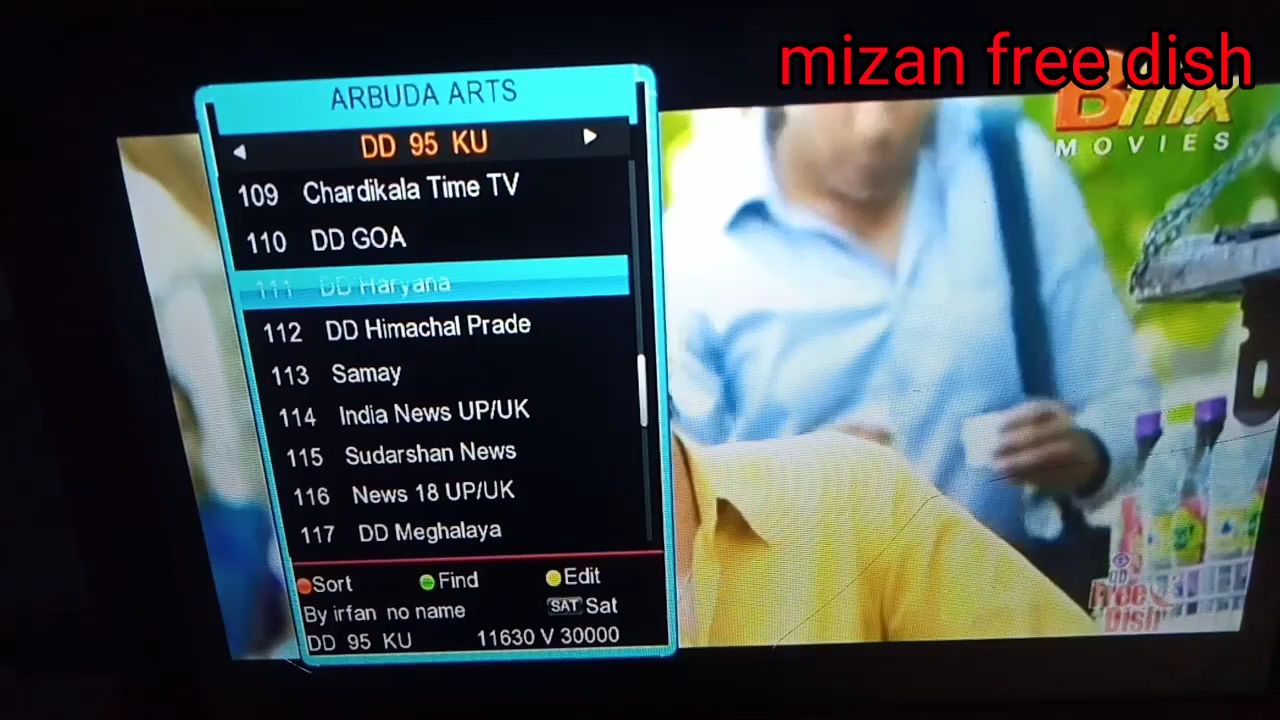 mizan free dish
Bflix
MOVIES
ARBUDA ARTS
DD 95 KU
109 Chardikala Time TV
110 DD GOA
111 DD Haryana
112 DD Himachal Prade
113 Samay
114 India News UP/UK
115 Sudarshan News
116 News 18 UP/UK
117 DD Meghalaya
Sort Find Edit
By irfan no name SAT Sat
DD 95 KU 11630 V 30000
DD
Free
Dish